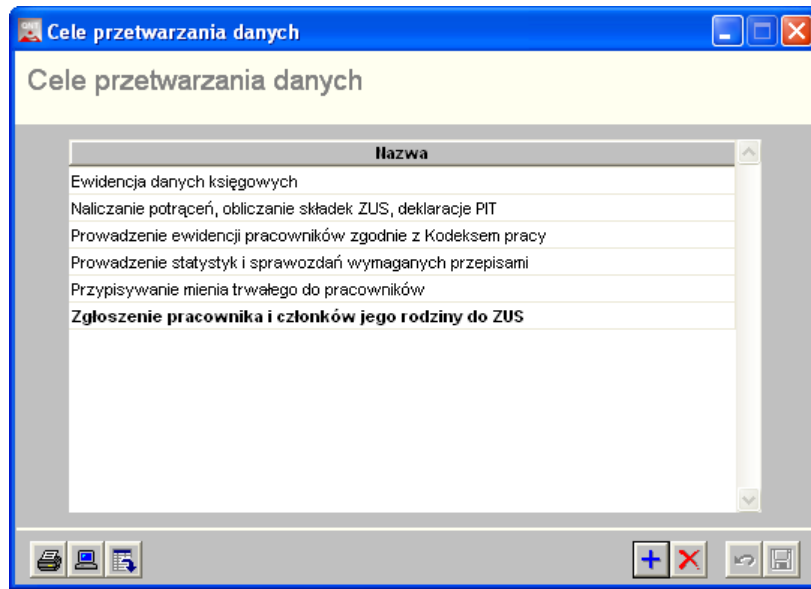 QNT
Cele przetwarzania danych
Cele przetwarzania danych
Nazwa
Ewidencja danych księgowych
Naliczanie potrąceń, obliczanie składek ZUS, deklaracje PIT
Prowadzenie ewidencji pracowników zgodnie z Kodeksem pracy
Prowadzenie statystyk i sprawozdań wymaganych przepisami
Przypisywanie mienia trwałego do pracowników
Zgłoszenie pracownika i członków jego rodziny do ZUS